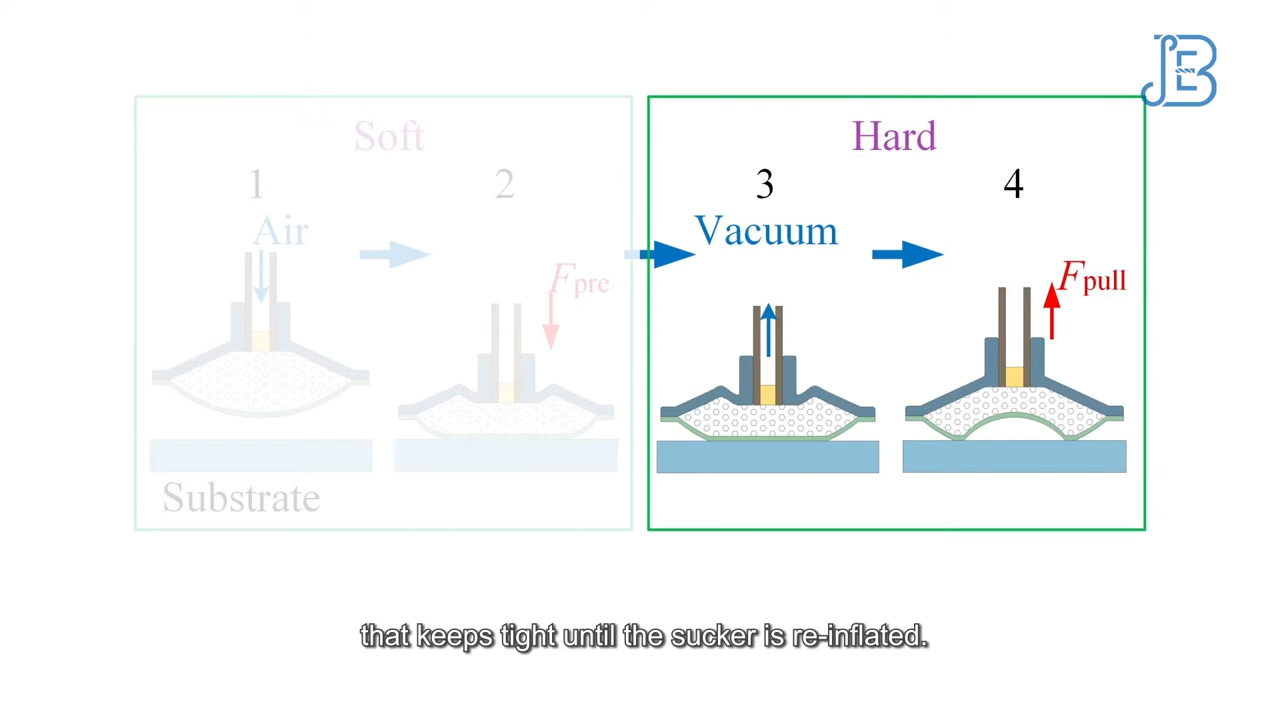 Soft
Hard
1
2
3
4
Air
Vacuum
Fpre
Fpull
Substrate
that keeps tight until the sucker is re-inflated.